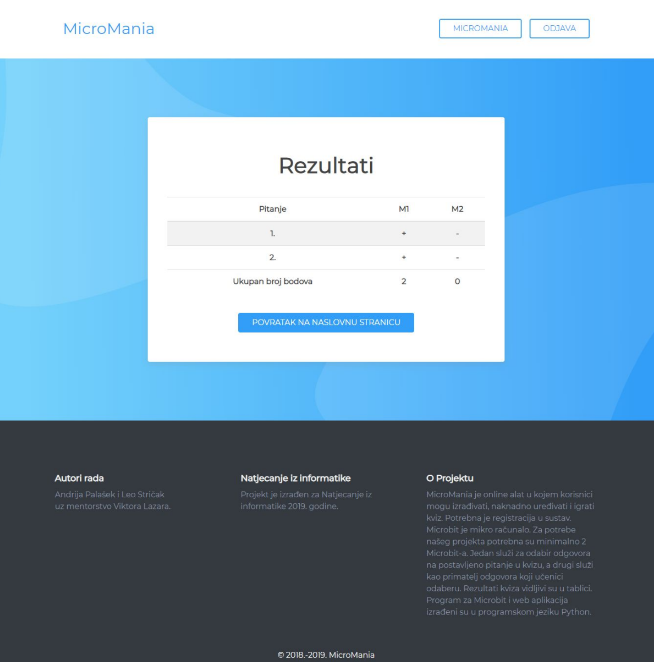 MicroMania
MICROMANIA ODJAVA
Rezultati
Pitanje M1 M2
1. + -
2. + -
Ukupan broj bodova 2 0
POVRATAK NA NASLOVNU STRANICU
Autori rada
Andrija Palašek i Leo Stričak
uz mentorstvo Viktora Lazara.
Natjecanje iz informatike
Projekt je izrađen za Natjecanje iz
informatike 2019. godine.
O Projektu
MicroMania je online alat u kojem korisnici
mogu izrađivati, naknadno uređivati i igrati
kviz. Potrebna je registracija u sustav.
Microbit je mikro računalo. Za potrebe
našeg projekta potrebna su minimalno 2
Microbit-a. Jedan služi za odabir odgovora
na postavljeno pitanje u kvizu, a drugi služi
kao primatelj odgovora koji učenici
odaberu. Rezultati kviza vidljivi su u tablici.
Program za Microbit i web aplikacija
izrađeni su u programskom jeziku Python.
© 2018.-2019. MicroMania